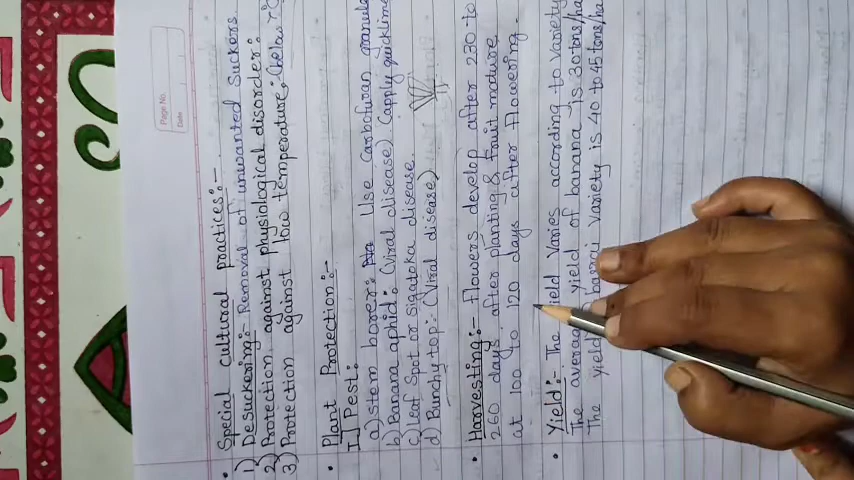 Page No.
Date
• Special cultural practices:-
1) Desuckering:- Removal of unwanted suckers.
2) Protection against physiological disorder:
3) Protection against low temperature: (below
• Plant Protection:-
I] Pest:
a) stem borer: Use Carbofuran granule
b) Banana aphid: (Viral disease) (apply quicklime
c) Leaf Spot or Sigatoka disease.
d) Bunchy top:- (Viral disease)
• Harvesting:- Flowers develop after 230 to
260 days after planting & fruit mature
at 100 to 120 days after flowering.
• Yield:- The yield varies according to variety
The average yield of banana is 30 tons/ha
The yield variety is 40 to 45 tons/ha